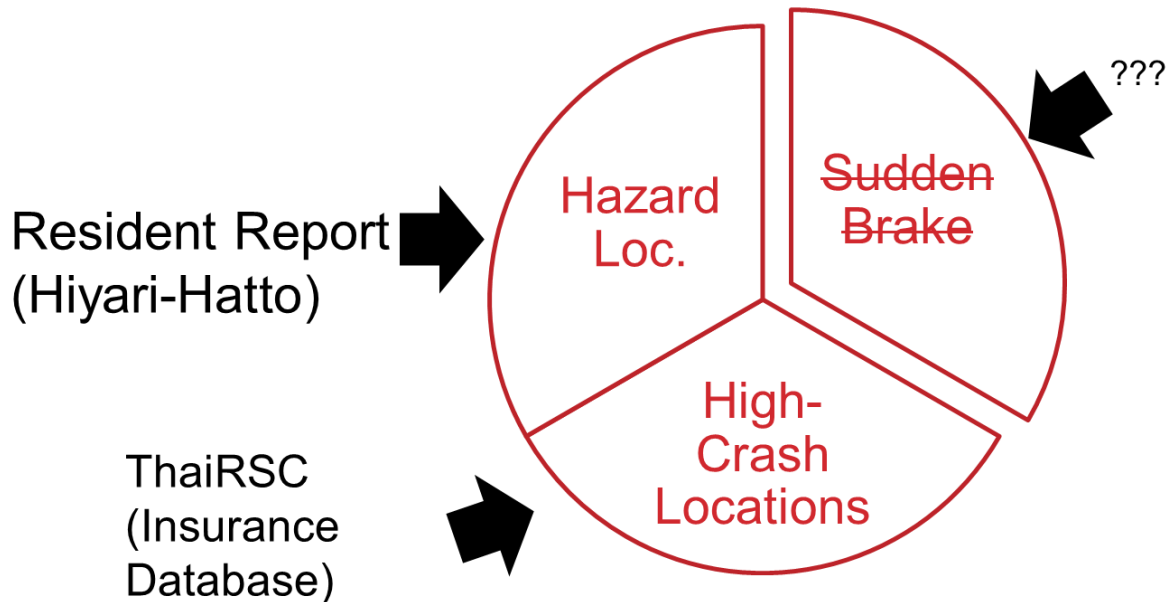 ???
Sudden
Brake
Hazard
Loc.
Resident Report
(Hiyari-Hatto)
High-
Crash
Locations
ThaiRSC
(Insurance
Database)